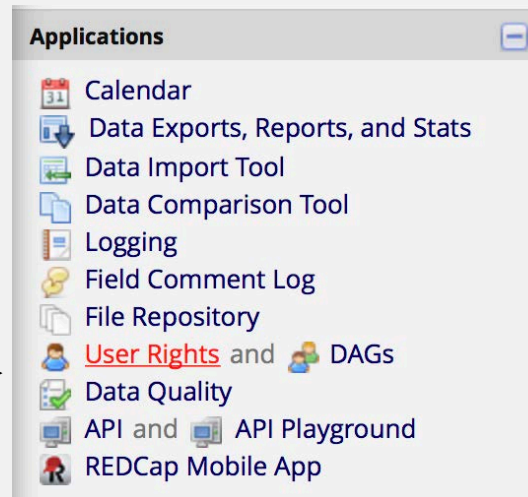 Applications
31
Calendar
Data Exports, Reports, and Stats
Data Import Tool
Data Comparison Tool
Logging
Field Comment Log
File Repository
User Rights and DAGs
Data Quality
API and API Playground
REDCap Mobile App